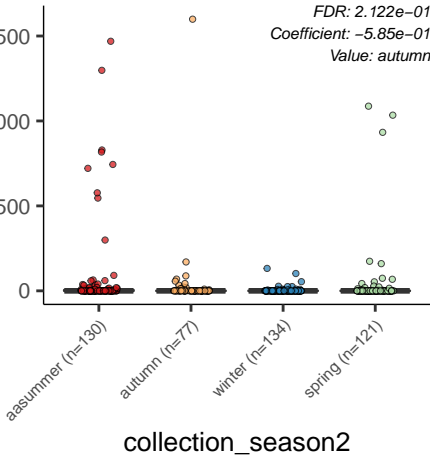 FDR: 2.122e−01
Coefficient: −5.85e−01
Value: autumn
500
000
500
0
aasummer (n=130)
autumn (n=77)
winter (n=134)
spring (n=121)
collection_season2